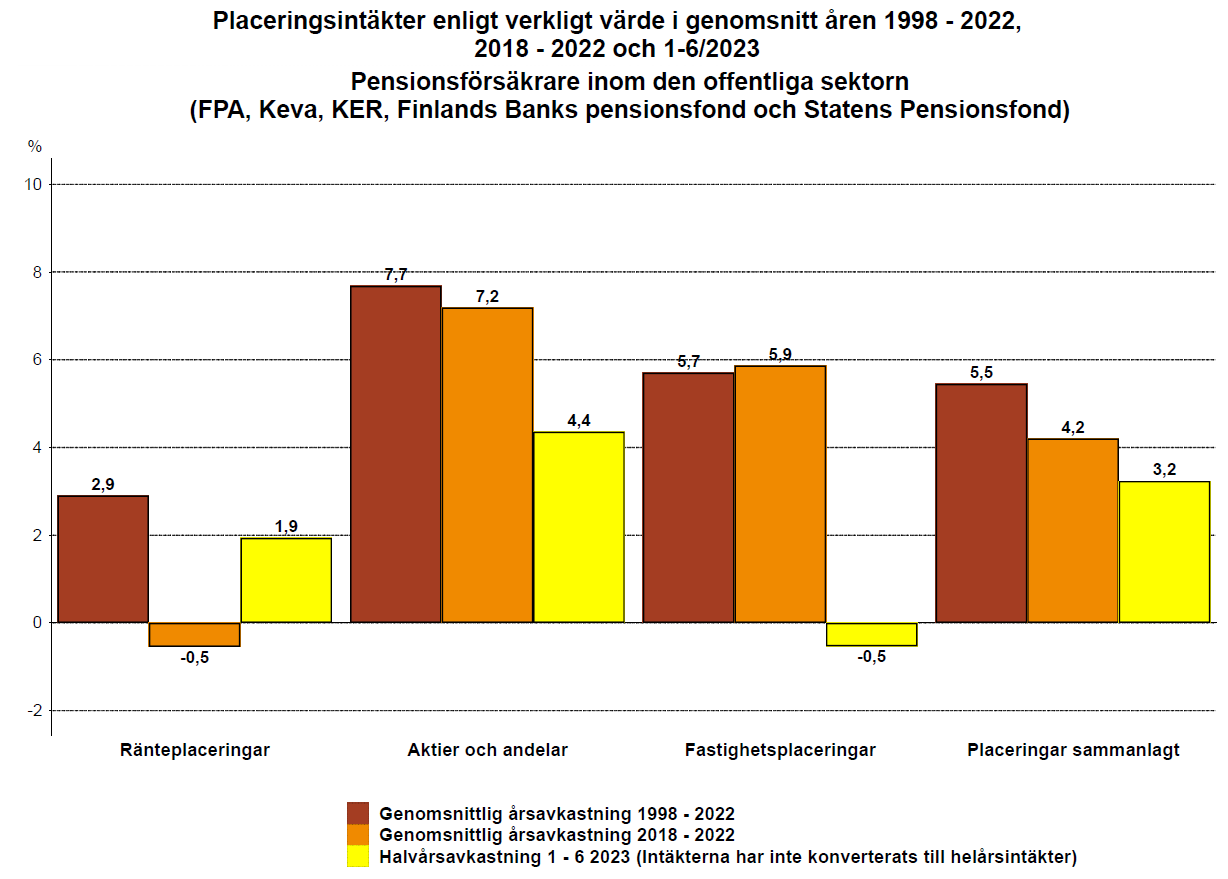 Placeringsintäkter enligt verkligt värde i genomsnitt åren 1998 - 2022,
2018 - 2022 och 1-6/2023
Pensionsförsäkrare inom den offentliga sektorn
(FPA, Keva, KER, Finlands Banks pensionsfond och Statens Pensionsfond)
%
10
8
6
4
2
0
-2
2,9
-0,5
1,9
7,7
7,2
4,4
5,7
5,9
-0,5
5,5
4,2
3,2
Ränteplaceringar
Aktier och andelar
Fastighetsplaceringar
Placeringar sammanlagt
Genomsnittlig årsavkastning 1998 - 2022
Genomsnittlig årsavkastning 2018 - 2022
Halvårsavkastning 1 - 6 2023 (Intäkterna har inte konverterats till helårsintäkter)